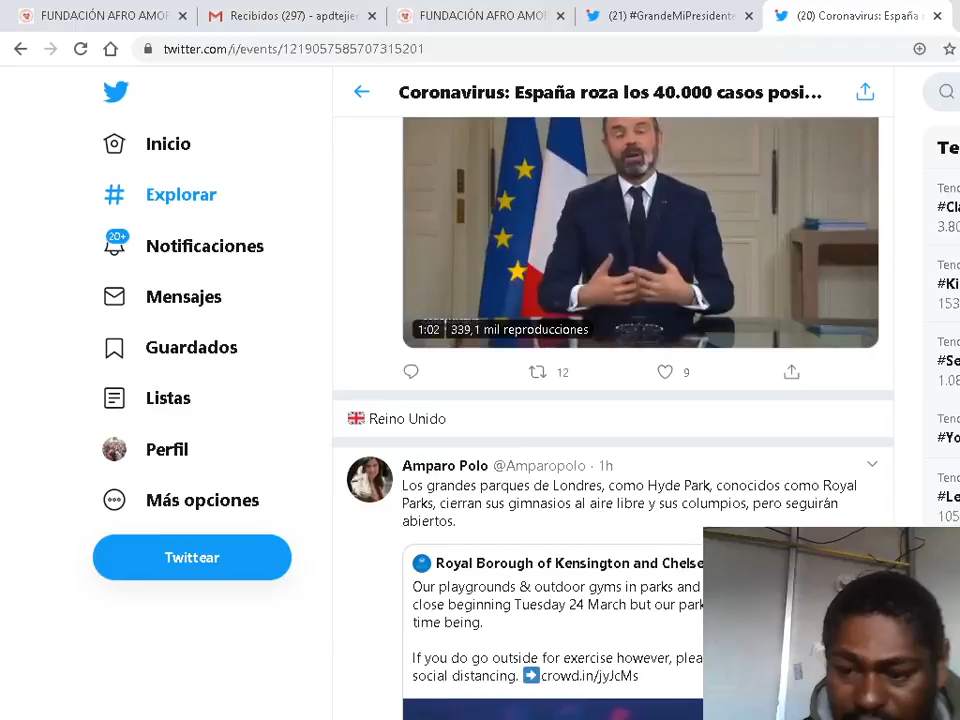 FUNDACIÓN AFRO AMOR
Recibidos (297) - apdtejier
FUNDACIÓN AFRO AMOR
(21) #GrandeMiPresidente
(20) Coronavirus: España r
twitter.com/i/events/1219057585707315201
Inicio
Explorar
20+
Notificaciones
Mensajes
Guardados
Listas
Perfil
Más opciones
Twittear
Coronavirus: España roza los 40.000 casos posi...
1:02 339,1 mil reproducciones
12
9
Reino Unido
Amparo Polo @Amparopolo · 1h
Los grandes parques de Londres, como Hyde Park, conocidos como Royal
Parks, cierran sus gimnasios al aire libre y sus columpios, pero seguirán
abiertos.
Royal Borough of Kensington and Chelse
Our playgrounds & outdoor gyms in parks and
close beginning Tuesday 24 March but our park
time being.
If you do go outside for exercise however, plea
social distancing. crowd.in/jyJcMs
Te
Tend
#Cla
3.80
Tend
#Ki
153
Tend
#Se
1.08
Tend
#Yo
Tend
#Le
105